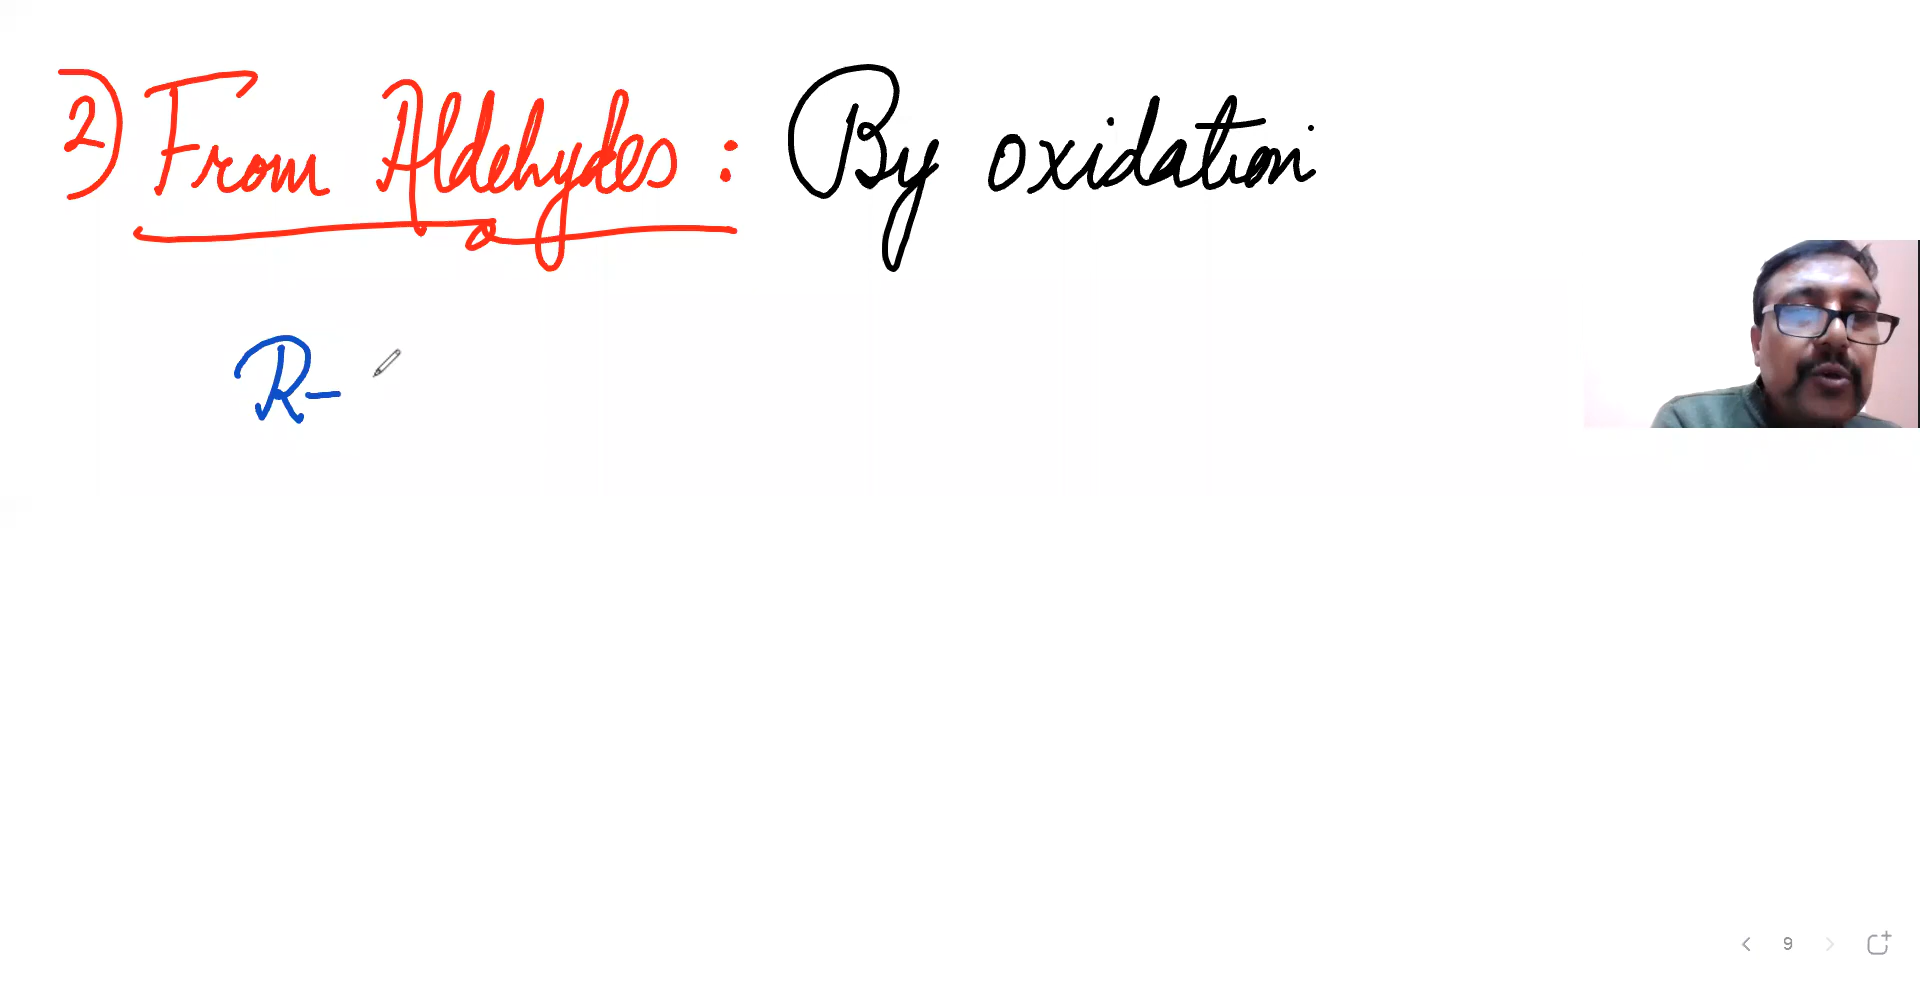 2) From Aldehydes : By oxidation
R-
9